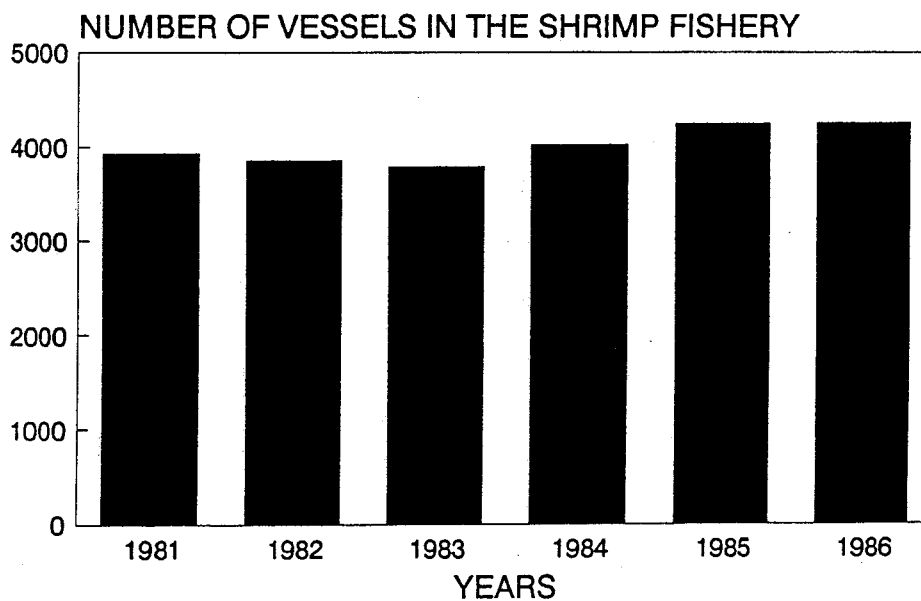 NUMBER OF VESSELS IN THE SHRIMP FISHERY
5000
4000
3000
2000
1000
0
1981 1982 1983 1984 1985 1986
YEARS